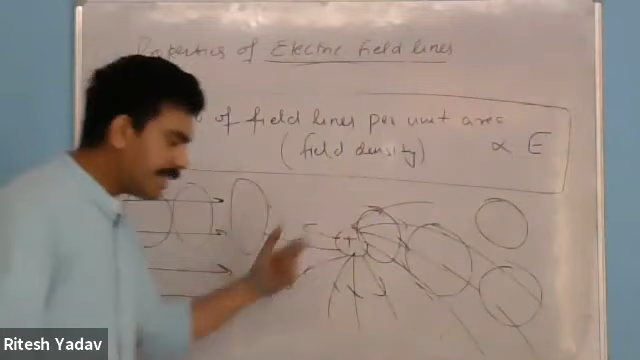 Properties of Electric field lines
of field lines per unit area
(field density) ∝ E
+
Ritesh Yadav